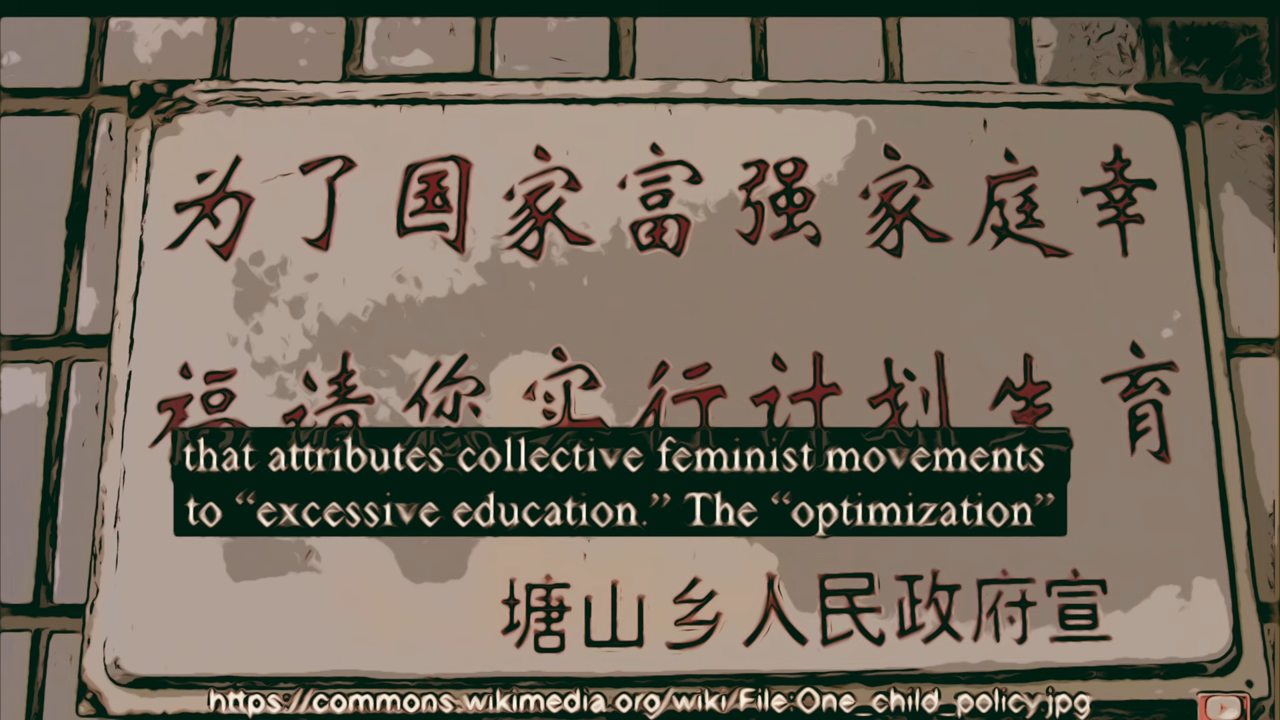 为了国家富强家庭幸
福请你实行计划生育
that attributes collective feminist movements
to “excessive education.” The “optimization”
塘山乡人民政府宣
https://commons.wikimedia.org/wiki/File:One_child_policy.jpg